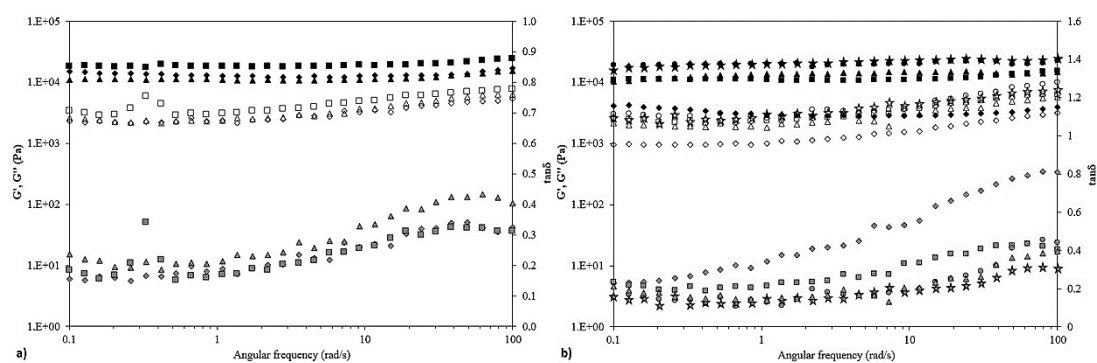 1.E+05
1.E+04
1.E+03
1.E+02
1.E+01
1.E+00
G', G'' (Pa)
1.0
0.9
0.8
0.7
0.6
0.5
0.4
0.3
0.2
0.1
0.0
tanδ
0.1 1 10 100
Angular frequency (rad/s)
a)
1.E+05
1.E+04
1.E+03
1.E+02
1.E+01
1.E+00
G', G'' (Pa)
1.6
1.4
1.2
1
0.8
0.6
0.4
0.2
0
tanδ
0.1 1 10 100
Angular frequency (rad/s)
b)